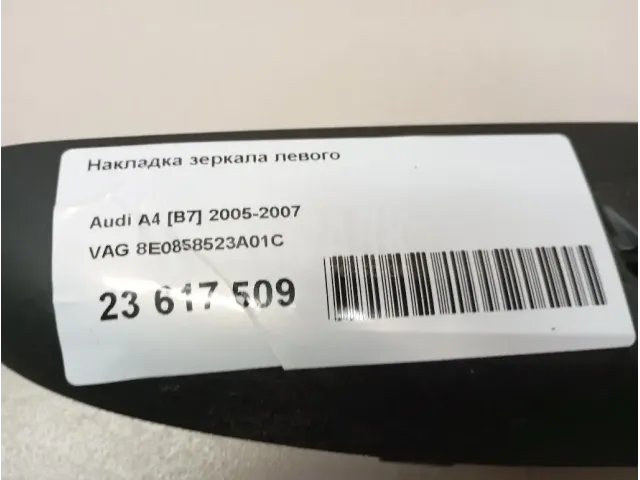 Накладка зеркала левого
Audi A4 [B7] 2005-2007
VAG 8E0858523A01C
23 617 509